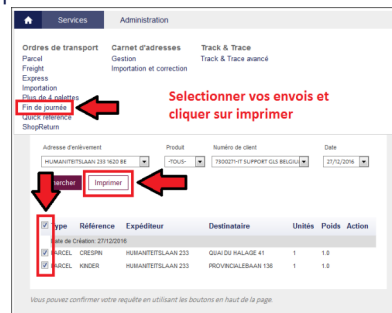 Services Administration
Ordres de transport Carnet d'adresses Track & Trace
Parcel Gestion Track & Trace avancé
Freight Importation et correction
Express
Importation
Plus de 4 palettes
Fin de journée
Quick reference
ShopReturn
Selectionner vos envois et
cliquer sur imprimer
Adresse d'enlèvement Produit Numéro de client Date
HUMANITEITSLAAN 233 1620 BE -TOUS- 27/12/2016
Imprimer
Type Référence Expéditeur Destinataire Unités Poids Action
Date de Création: 27/12/2016
PARCEL CRESPIN HUMANITEITSLAAN 233 QUAI DU HALAGE 41 1 1.0
PARCEL KINDER HUMANITEITSLAAN 233 PROVINCIALEBAAN 136 1 1.0
Vous pouvez confirmer votre requête en utilisant les boutons en haut de la page.